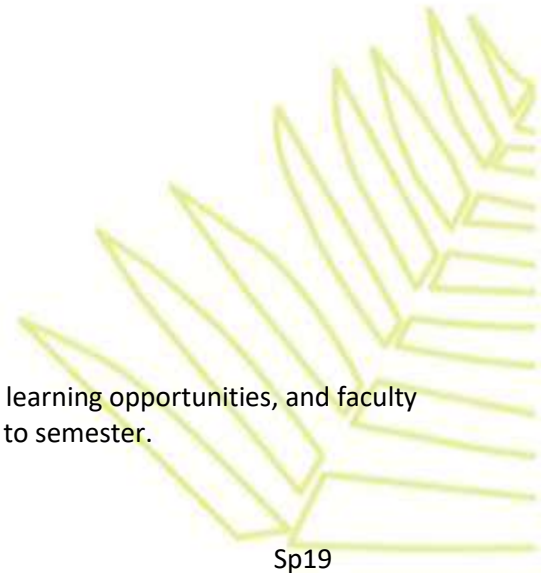 learning opportunities, and faculty
to semester.
Sp19